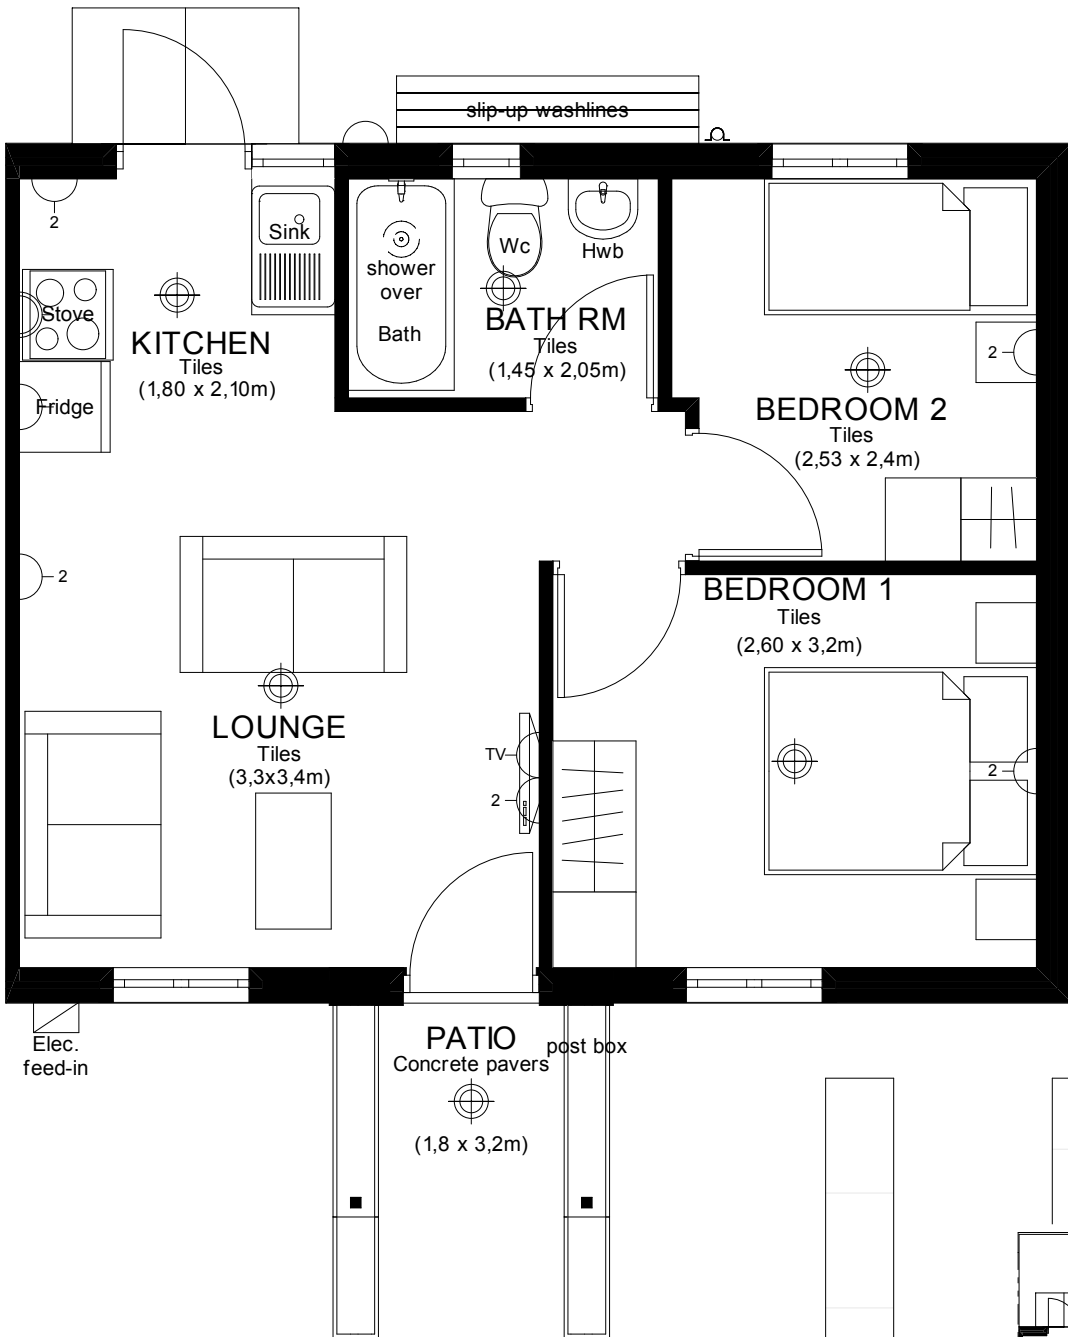 slip-up washlines
2
Sink
Wc
Hwb
shower
over
Bath
Stove
KITCHEN
Tiles
(1,80 x 2,10m)
BATH RM
Tiles
(1,45 x 2,05m)
2
Fridge
BEDROOM 2
Tiles
(2,53 x 2,4m)
2
BEDROOM 1
Tiles
(2,60 x 3,2m)
LOUNGE
Tiles
(3,3x3,4m)
TV
2
2
Elec.
feed-in
PATIO
Concrete pavers
post box
(1,8 x 3,2m)